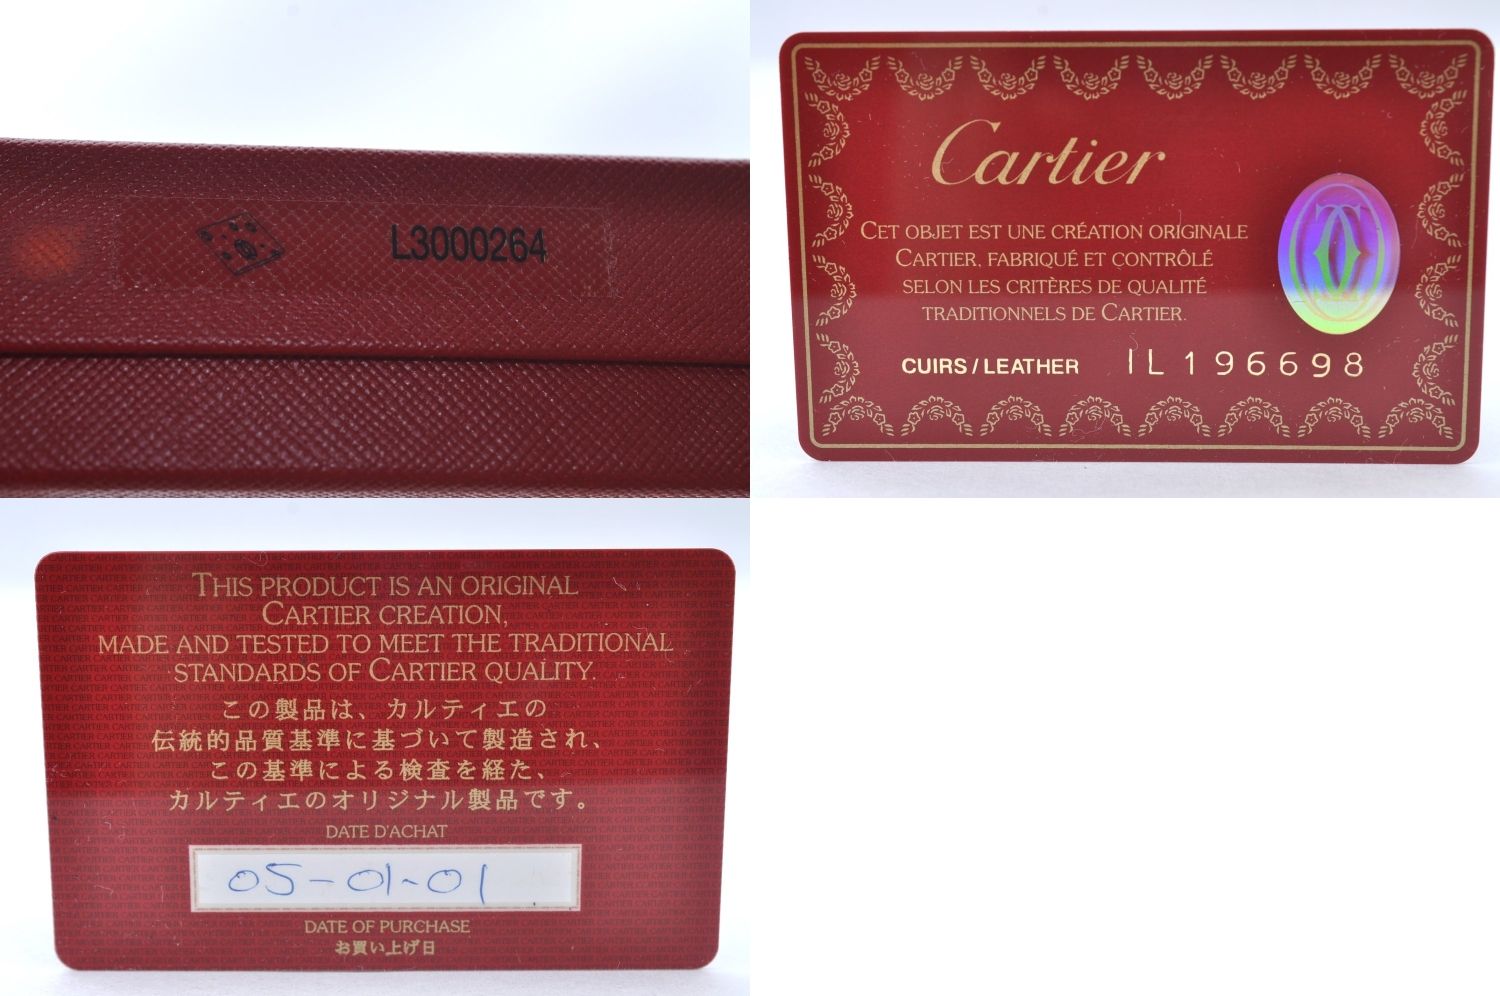 L3000264
Cartier
CET OBJET EST UNE CRÉATION ORIGINALE
CARTIER, FABRIQUÉ ET CONTRÔLÉ
SELON LES CRITÈRES DE QUALITÉ
TRADITIONNELS DE CARTIER.
CUIRS / LEATHER IL196698
THIS PRODUCT IS AN ORIGINAL
CARTIER CREATION,
MADE AND TESTED TO MEET THE TRADITIONAL
STANDARDS OF CARTIER QUALITY.
この製品は、カルティエの
伝統的品質基準に基づいて製造され、
この基準による検査を経た、
カルティエのオリジナル製品です。
DATE D'ACHAT
05-01-01
DATE OF PURCHASE
お買い上げ日